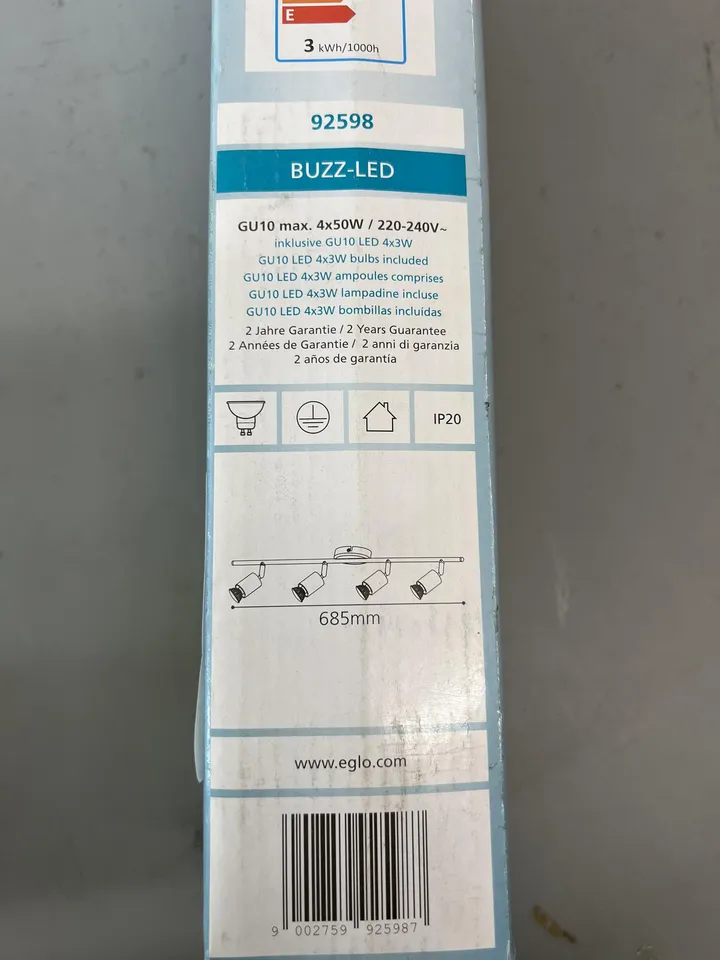 E
3 kWh/1000h
92598
BUZZ-LED
GU10 max. 4x50W / 220-240V~
inklusive GU10 LED 4x3W
GU10 LED 4x3W bulbs included
GU10 LED 4x3W ampoules comprises
GU10 LED 4x3W lampadine incluse
GU10 LED 4x3W bombillas incluídas
2 Jahre Garantie / 2 Years Guarantee
2 Années de Garantie / 2 anni di garanzia
2 años de garantía
IP20
685mm
www.eglo.com
9 002759 925987